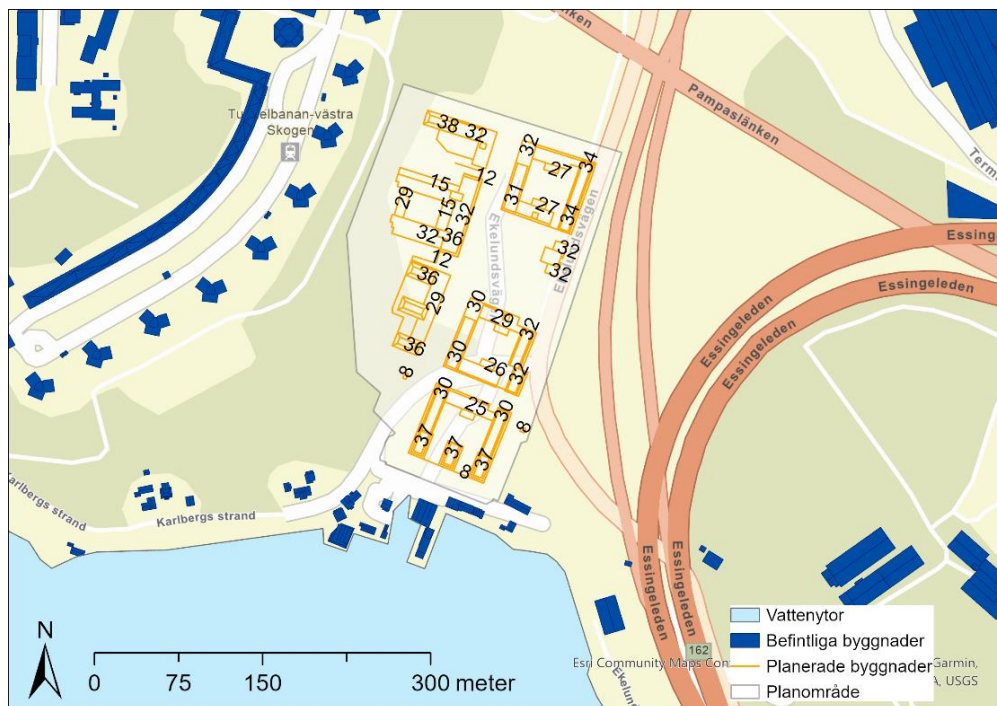 Pampaslänken
Tunnelbanan-västra
Skogen
Pampaslänken
38
32
32
34
27
12
15
29
15
32
31
27
34
32
36
12
32
32
36
29
36
8
30
29
32
30
26
32
30
25
30
8
37
37
37
8
Ekelundsvägen
Essingeleden
Essingeleden
Essingeleden
Essingeleden
Essingeleden
Karlbergs strand
Karlbergs strand
N
0
75
150
300 meter
162
Vattenytor
Befintliga byggnader
Planerade byggnader
Planområde
Esri Community Maps Con
Garmin,
, USGS